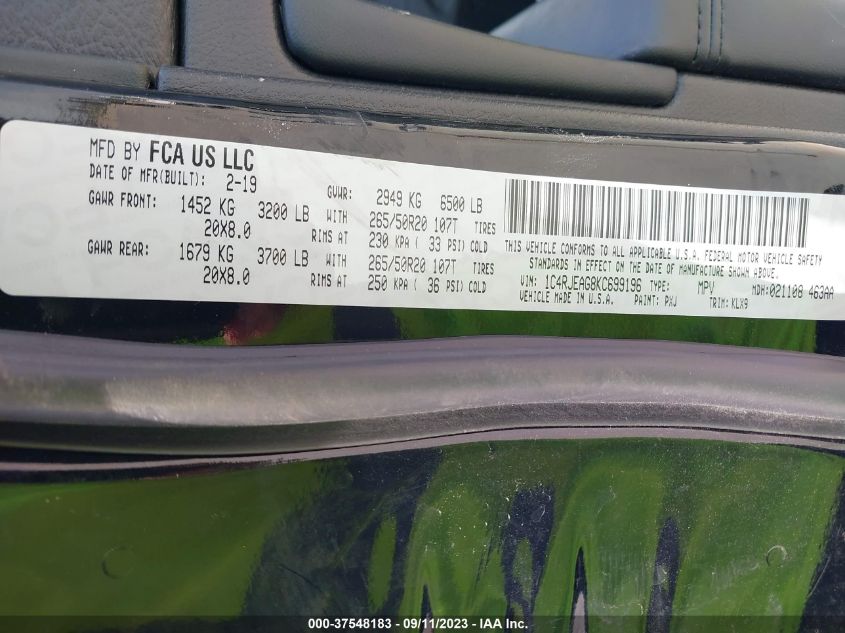 MFD BY FCA US LLC
DATE OF MFR(BUILT): 2-19 GVWR: 2949 KG 6500 LB
GAWR FRONT: 1452 KG 3200 LB WITH 265/50R20 107T TIRES
20X8.0 RIMS AT 230 KPA ( 33 PSI) COLD
GAWR REAR: 1679 KG 3700 LB WITH 265/50R20 107T TIRES
20X8.0 RIMS AT 250 KPA ( 36 PSI) COLD
THIS VEHICLE CONFORMS TO ALL APPLICABLE U.S.A. FEDERAL MOTOR VEHICLE SAFETY
STANDARDS IN EFFECT ON THE DATE OF MANUFACTURE SHOWN ABOVE.
VIN: 1C4RJEAG8KC699196 TYPE: MPV MDH:021108 463AA
VEHICLE MADE IN U.S.A. PAINT: PXJ TRIM: KLX9
000-37548183 - 09/11/2023 - IAA Inc.